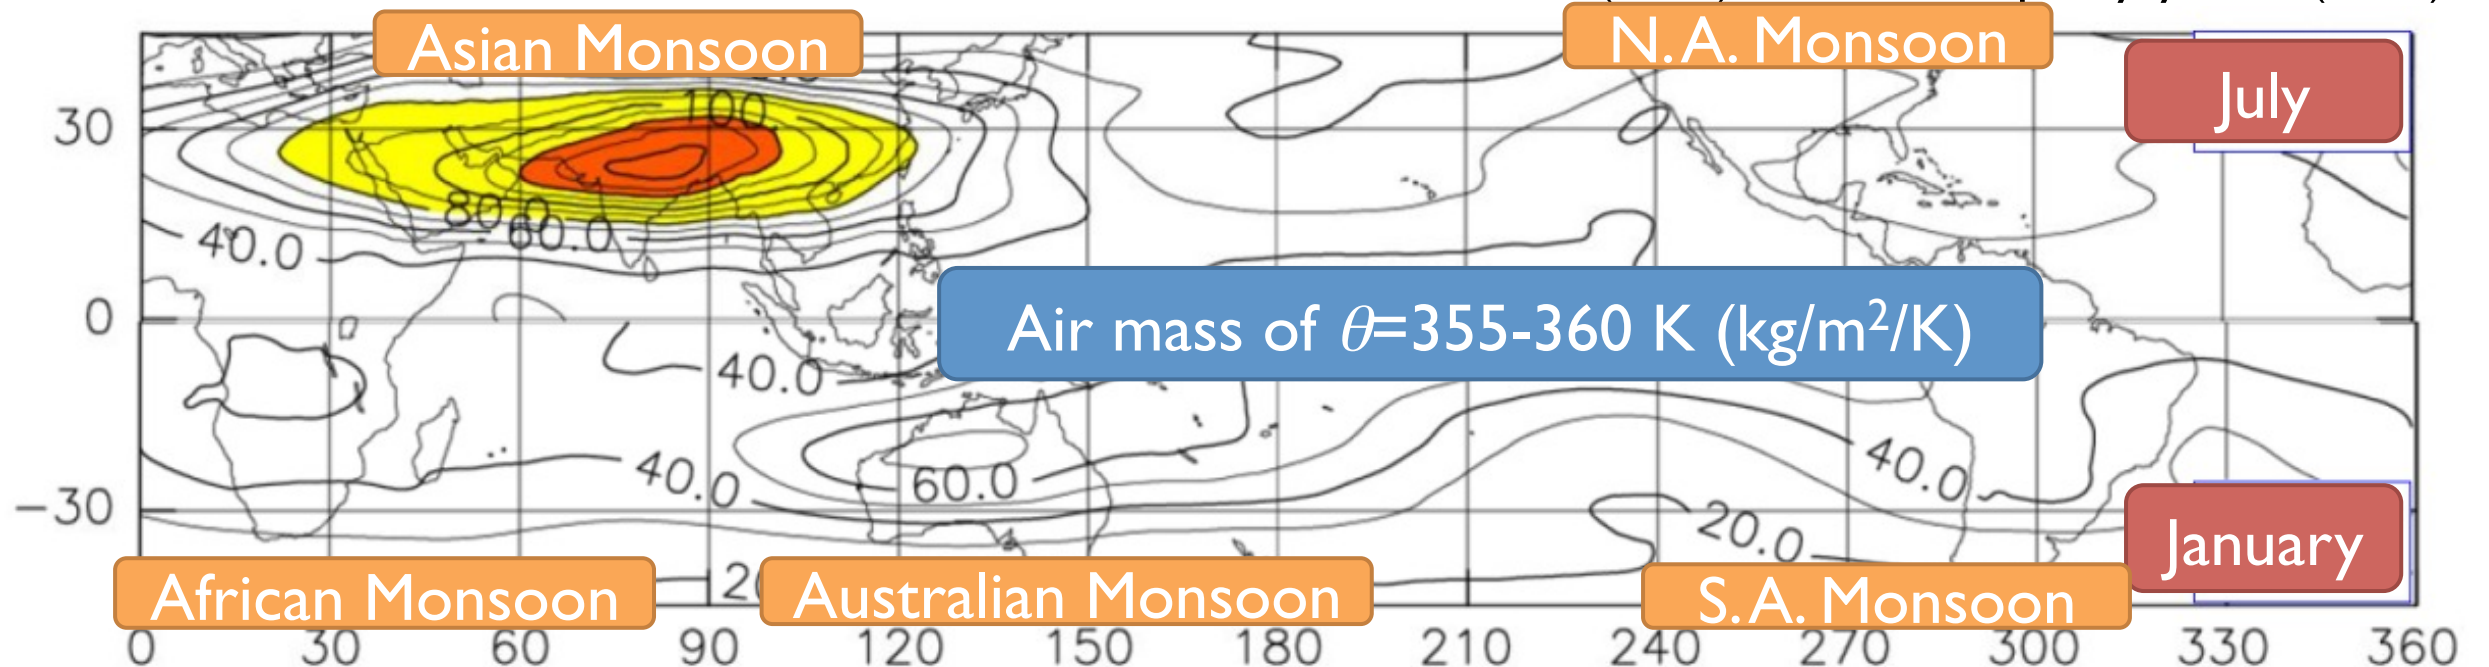 Asian Monsoon
N. A. Monsoon
July
100
30
80
60.0
40.0
0
Air mass of θ=355-360 K (kg/m²/K)
40.0
40.0
40.0
60.0
-30
20.0
January
African Monsoon
Australian Monsoon
S. A. Monsoon
0 30 60 90 120 150 180 210 240 270 300 330 360